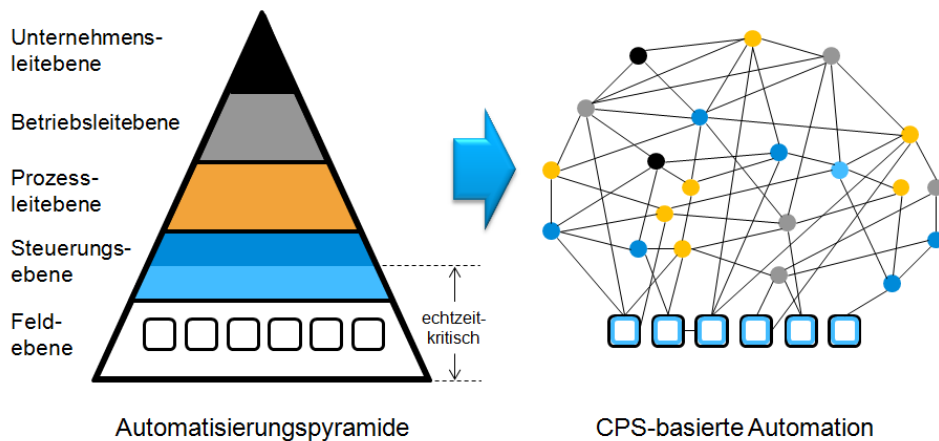 Unternehmens-
leitebene
Betriebsleitebene
Prozess-
leitebene
Steuerungs-
ebene
Feld-
ebene
echtzeit-
kritisch
Automatisierungspyramide
CPS-basierte Automation